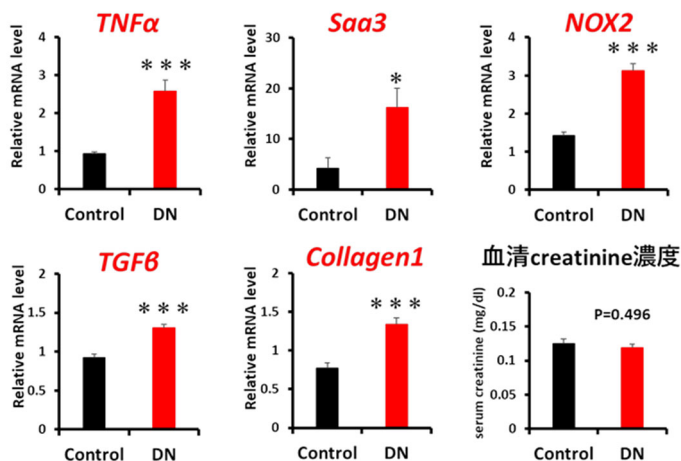 TNFα
Relative mRNA level
4
3
2
1
0
***
Control DN
Saa3
Relative mRNA level
30
20
10
0
*
Control DN
NOX2
Relative mRNA level
4
3
2
1
0
***
Control DN
TGFβ
Relative mRNA level
2
1.5
1
0.5
0
***
Control DN
Collagen1
Relative mRNA level
2
1.5
1
0.5
0
***
Control DN
血清creatinine濃度
serum creatinine (mg/dl)
0.2
0.15
0.1
0.05
0
P=0.496
Control DN